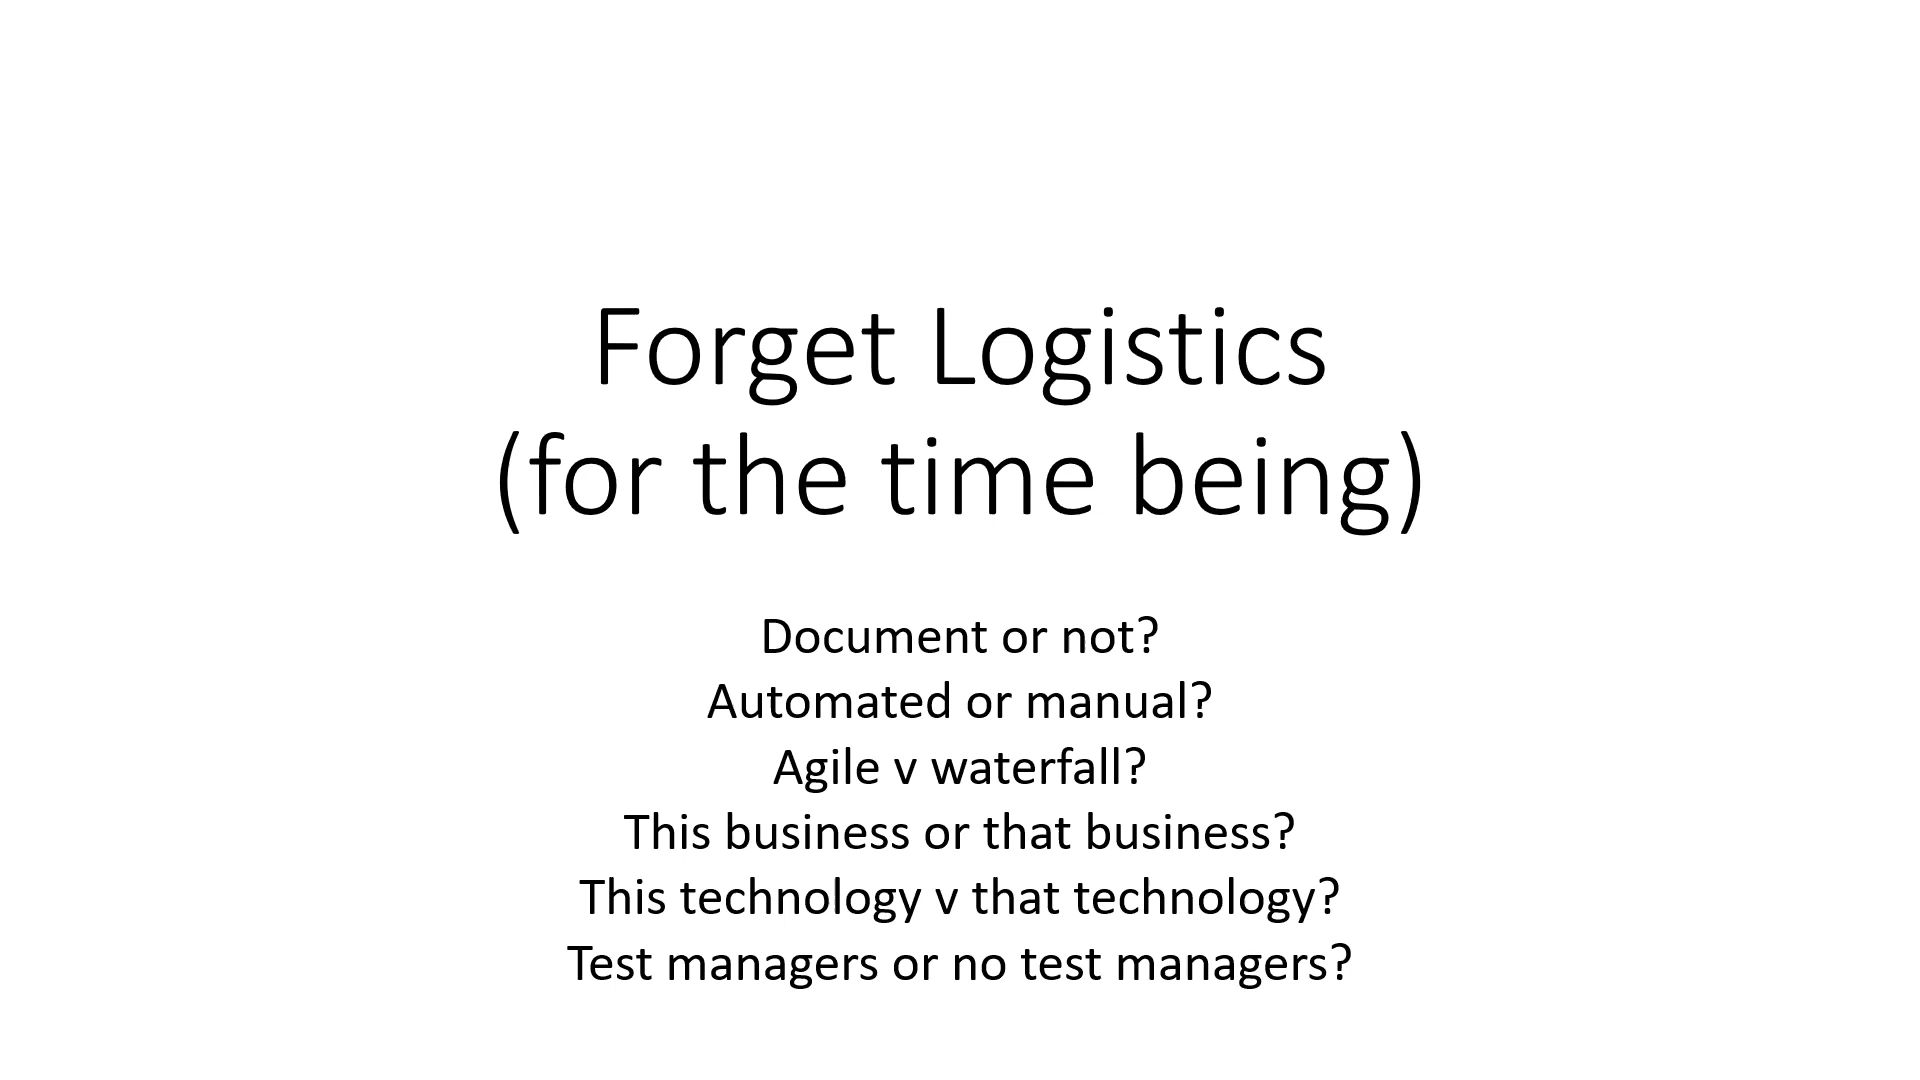 Forget Logistics
(for the time being)
Document or not?
Automated or manual?
Agile v waterfall?
This business or that business?
This technology v that technology?
Test managers or no test managers?